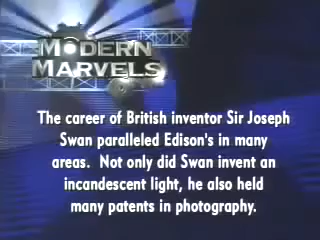 MODERN
MARVELS
The career of British inventor Sir Joseph
Swan paralleled Edison's in many
areas.  Not only did Swan invent an
incandescent light, he also held
many patents in photography.